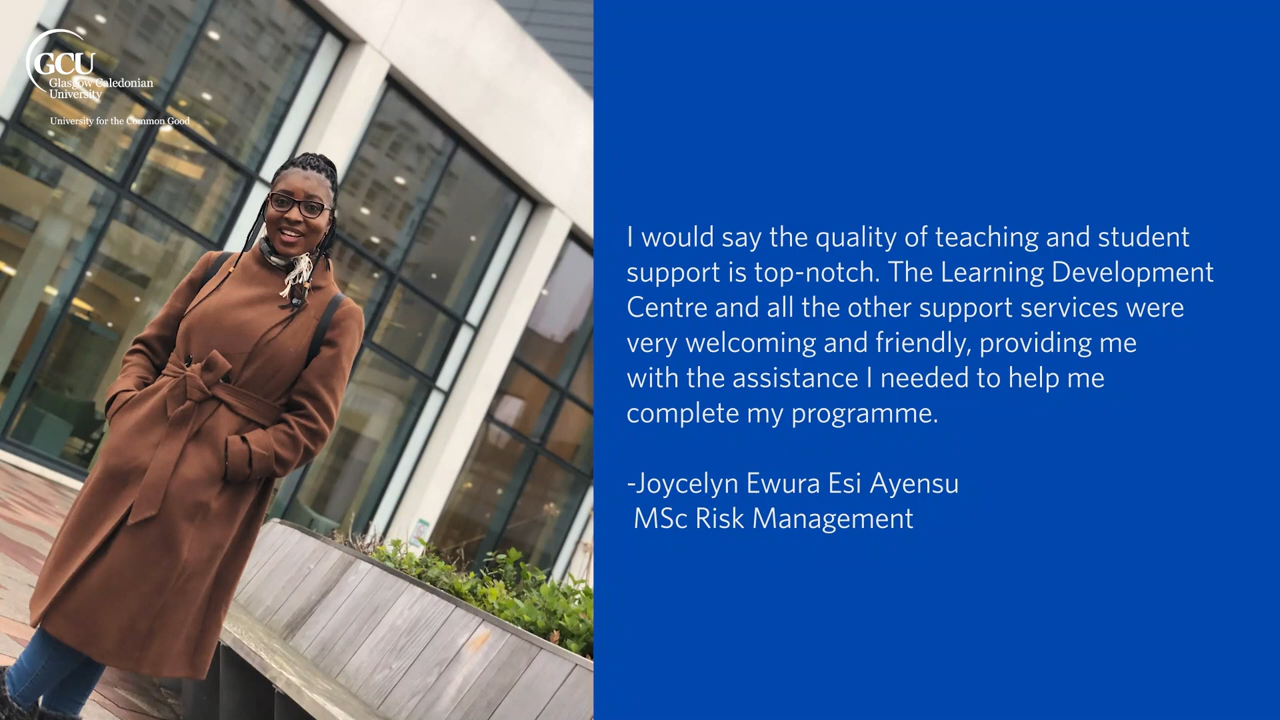 GCU
Glasgow Caledonian
University
University for the Common Good
I would say the quality of teaching and student
support is top-notch. The Learning Development
Centre and all the other support services were
very welcoming and friendly, providing me
with the assistance I needed to help me
complete my programme.
-Joycelyn Ewura Esi Ayensu
MSc Risk Management